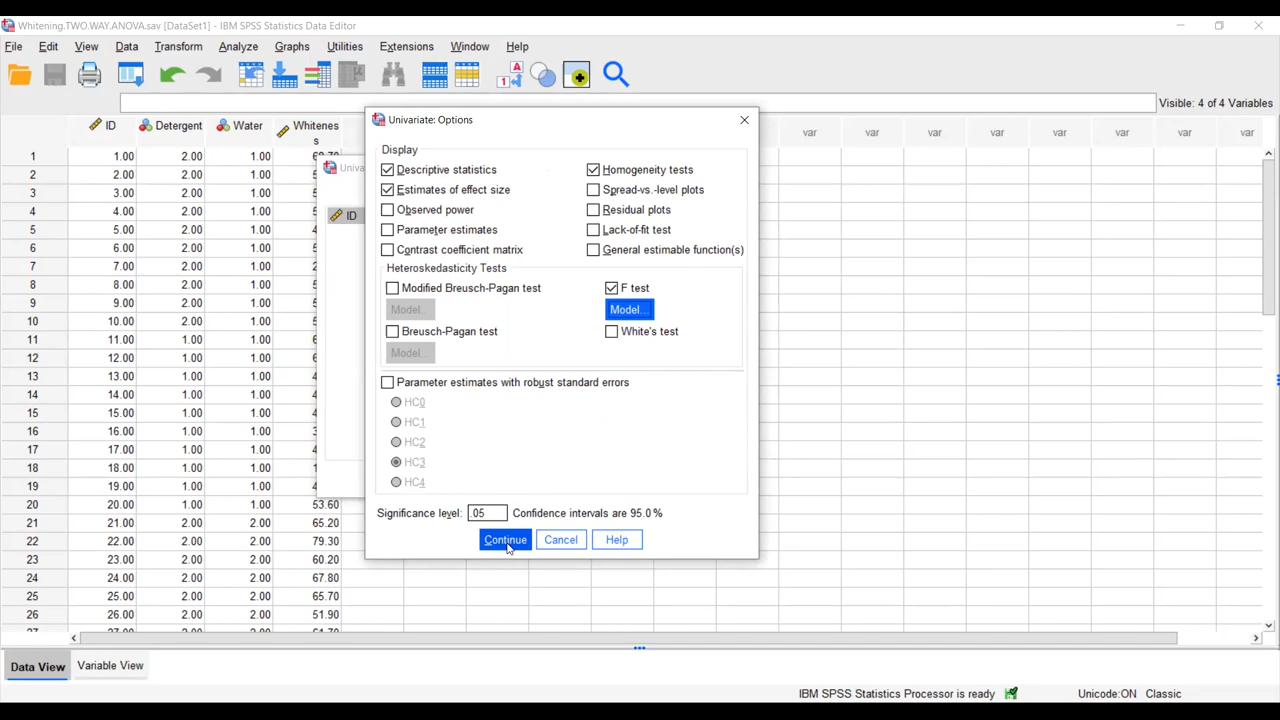 Whitening.TWO.WAY.ANOVA.sav [DataSet1] - IBM SPSS Statistics Data Editor
File Edit View Data Transform Analyze Graphs Utilities Extensions Window Help
Visible: 4 of 4 Variables
ID Detergent Water Whitenes
s
var var var var var var var var
Univariate: Options
Display
Descriptive statistics Homogeneity tests
Estimates of effect size Spread-vs.-level plots
Observed power Residual plots
Parameter estimates Lack-of-fit test
Contrast coefficient matrix General estimable function(s)
Heteroskedasticity Tests
Modified Breusch-Pagan test F test
Model... Model...
Breusch-Pagan test White's test
Model...
Parameter estimates with robust standard errors
HC0
HC1
HC2
HC3
HC4
Significance level: .05 Confidence intervals are 95.0%
Continue Cancel Help
Univa
ID
1 1.00 2.00 1.00
2 2.00 2.00 1.00
3 3.00 2.00 1.00
4 4.00 2.00 1.00
5 5.00 2.00 1.00
6 6.00 2.00 1.00
7 7.00 2.00 1.00
8 8.00 2.00 1.00
9 9.00 2.00 1.00
10 10.00 2.00 1.00
11 11.00 1.00 1.00
12 12.00 1.00 1.00
13 13.00 1.00 1.00
14 14.00 1.00 1.00
15 15.00 1.00 1.00
16 16.00 1.00 1.00
17 17.00 1.00 1.00
18 18.00 1.00 1.00
19 19.00 1.00 1.00
20 20.00 1.00 1.00 53.60
21 21.00 2.00 2.00 65.20
22 22.00 2.00 2.00 79.30
23 23.00 2.00 2.00 60.20
24 24.00 2.00 2.00 67.80
25 25.00 2.00 2.00 65.70
26 26.00 2.00 2.00 51.90
Data View Variable View
IBM SPSS Statistics Processor is ready Unicode:ON Classic